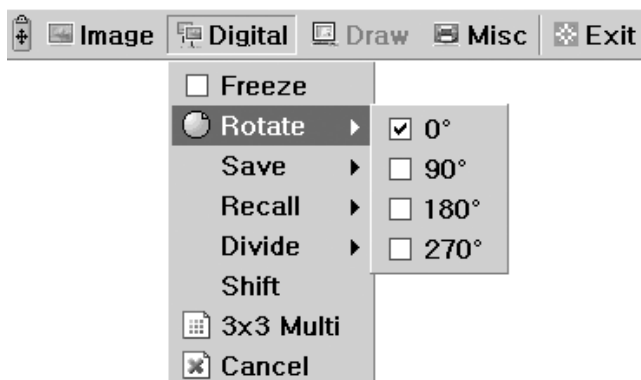 Image Digital Draw Misc Exit
Freeze
Rotate 0°
Save 90°
Recall 180°
Divide 270°
Shift
3x3 Multi
Cancel